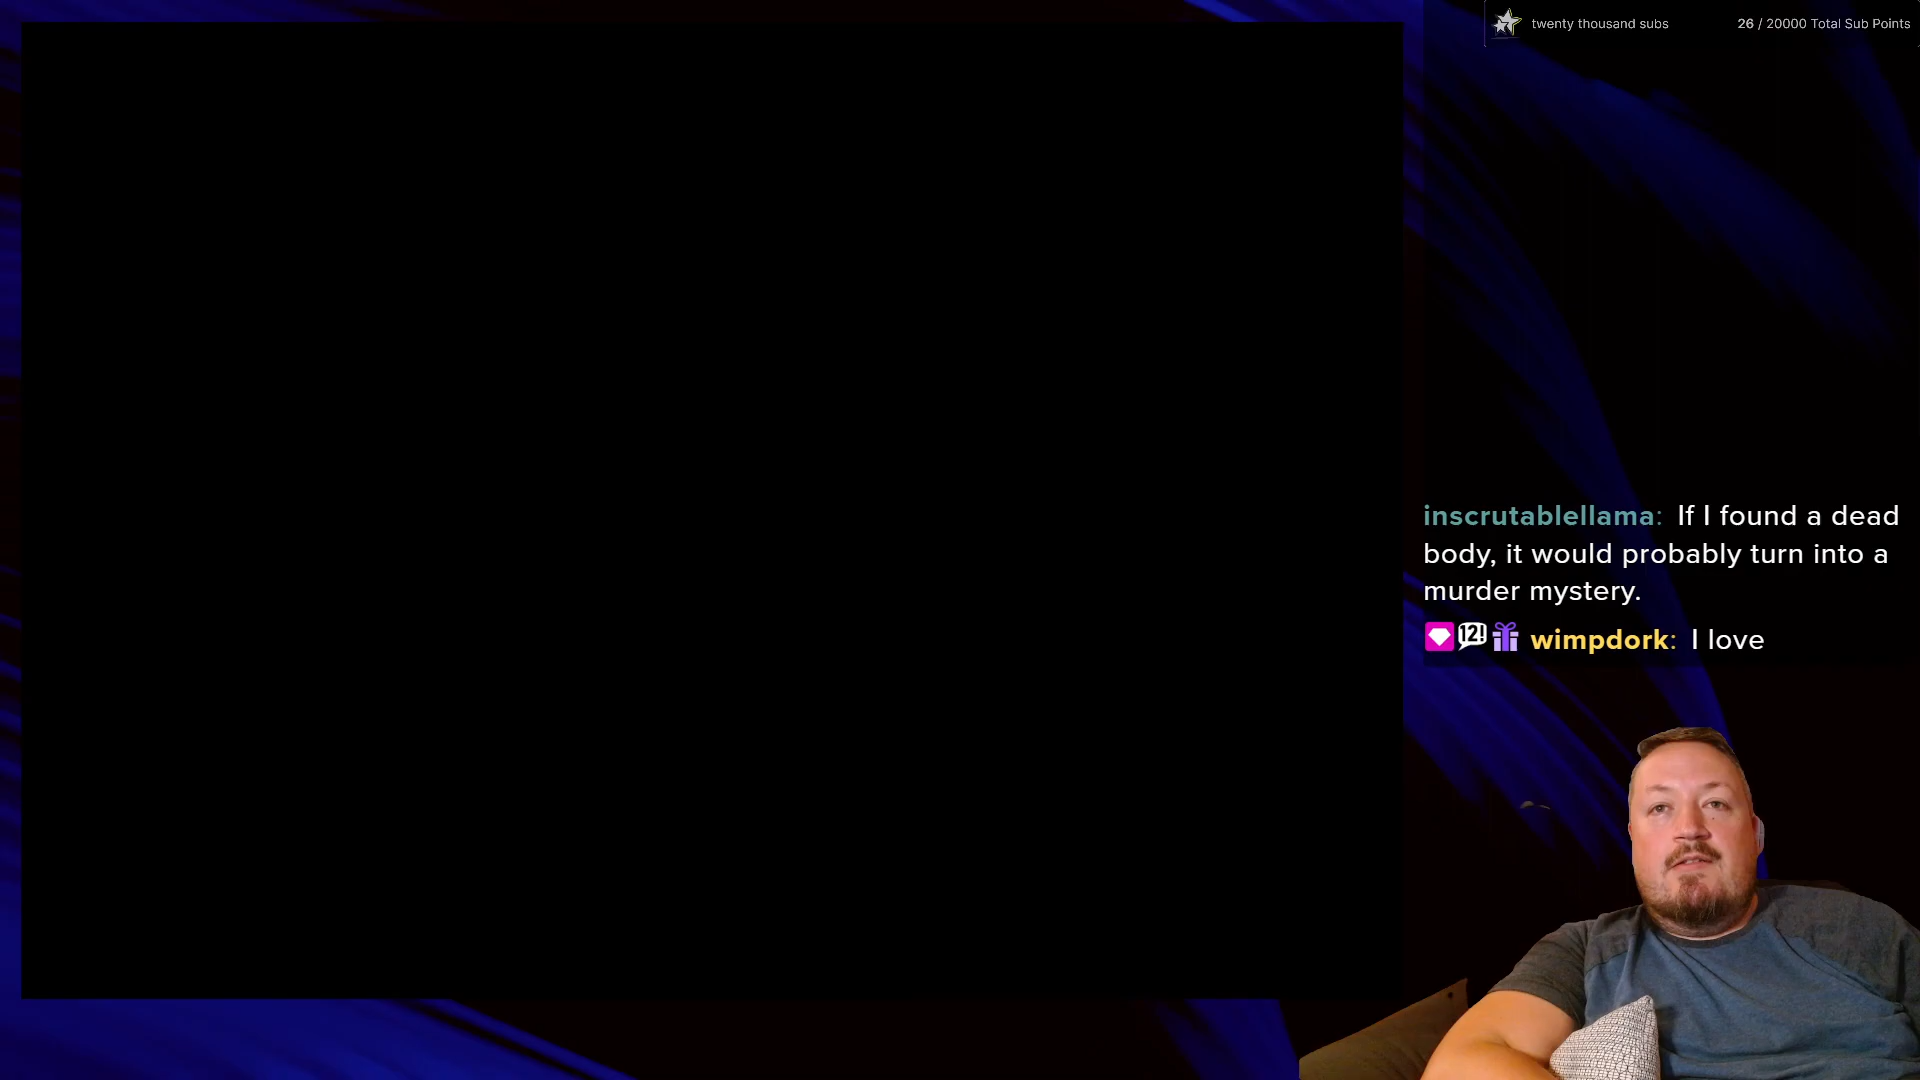 twenty thousand subs 26 / 20000 Total Sub Points
inscrutablellama: If I found a dead
body, it would probably turn into a
murder mystery.
12! wimpdork: I love